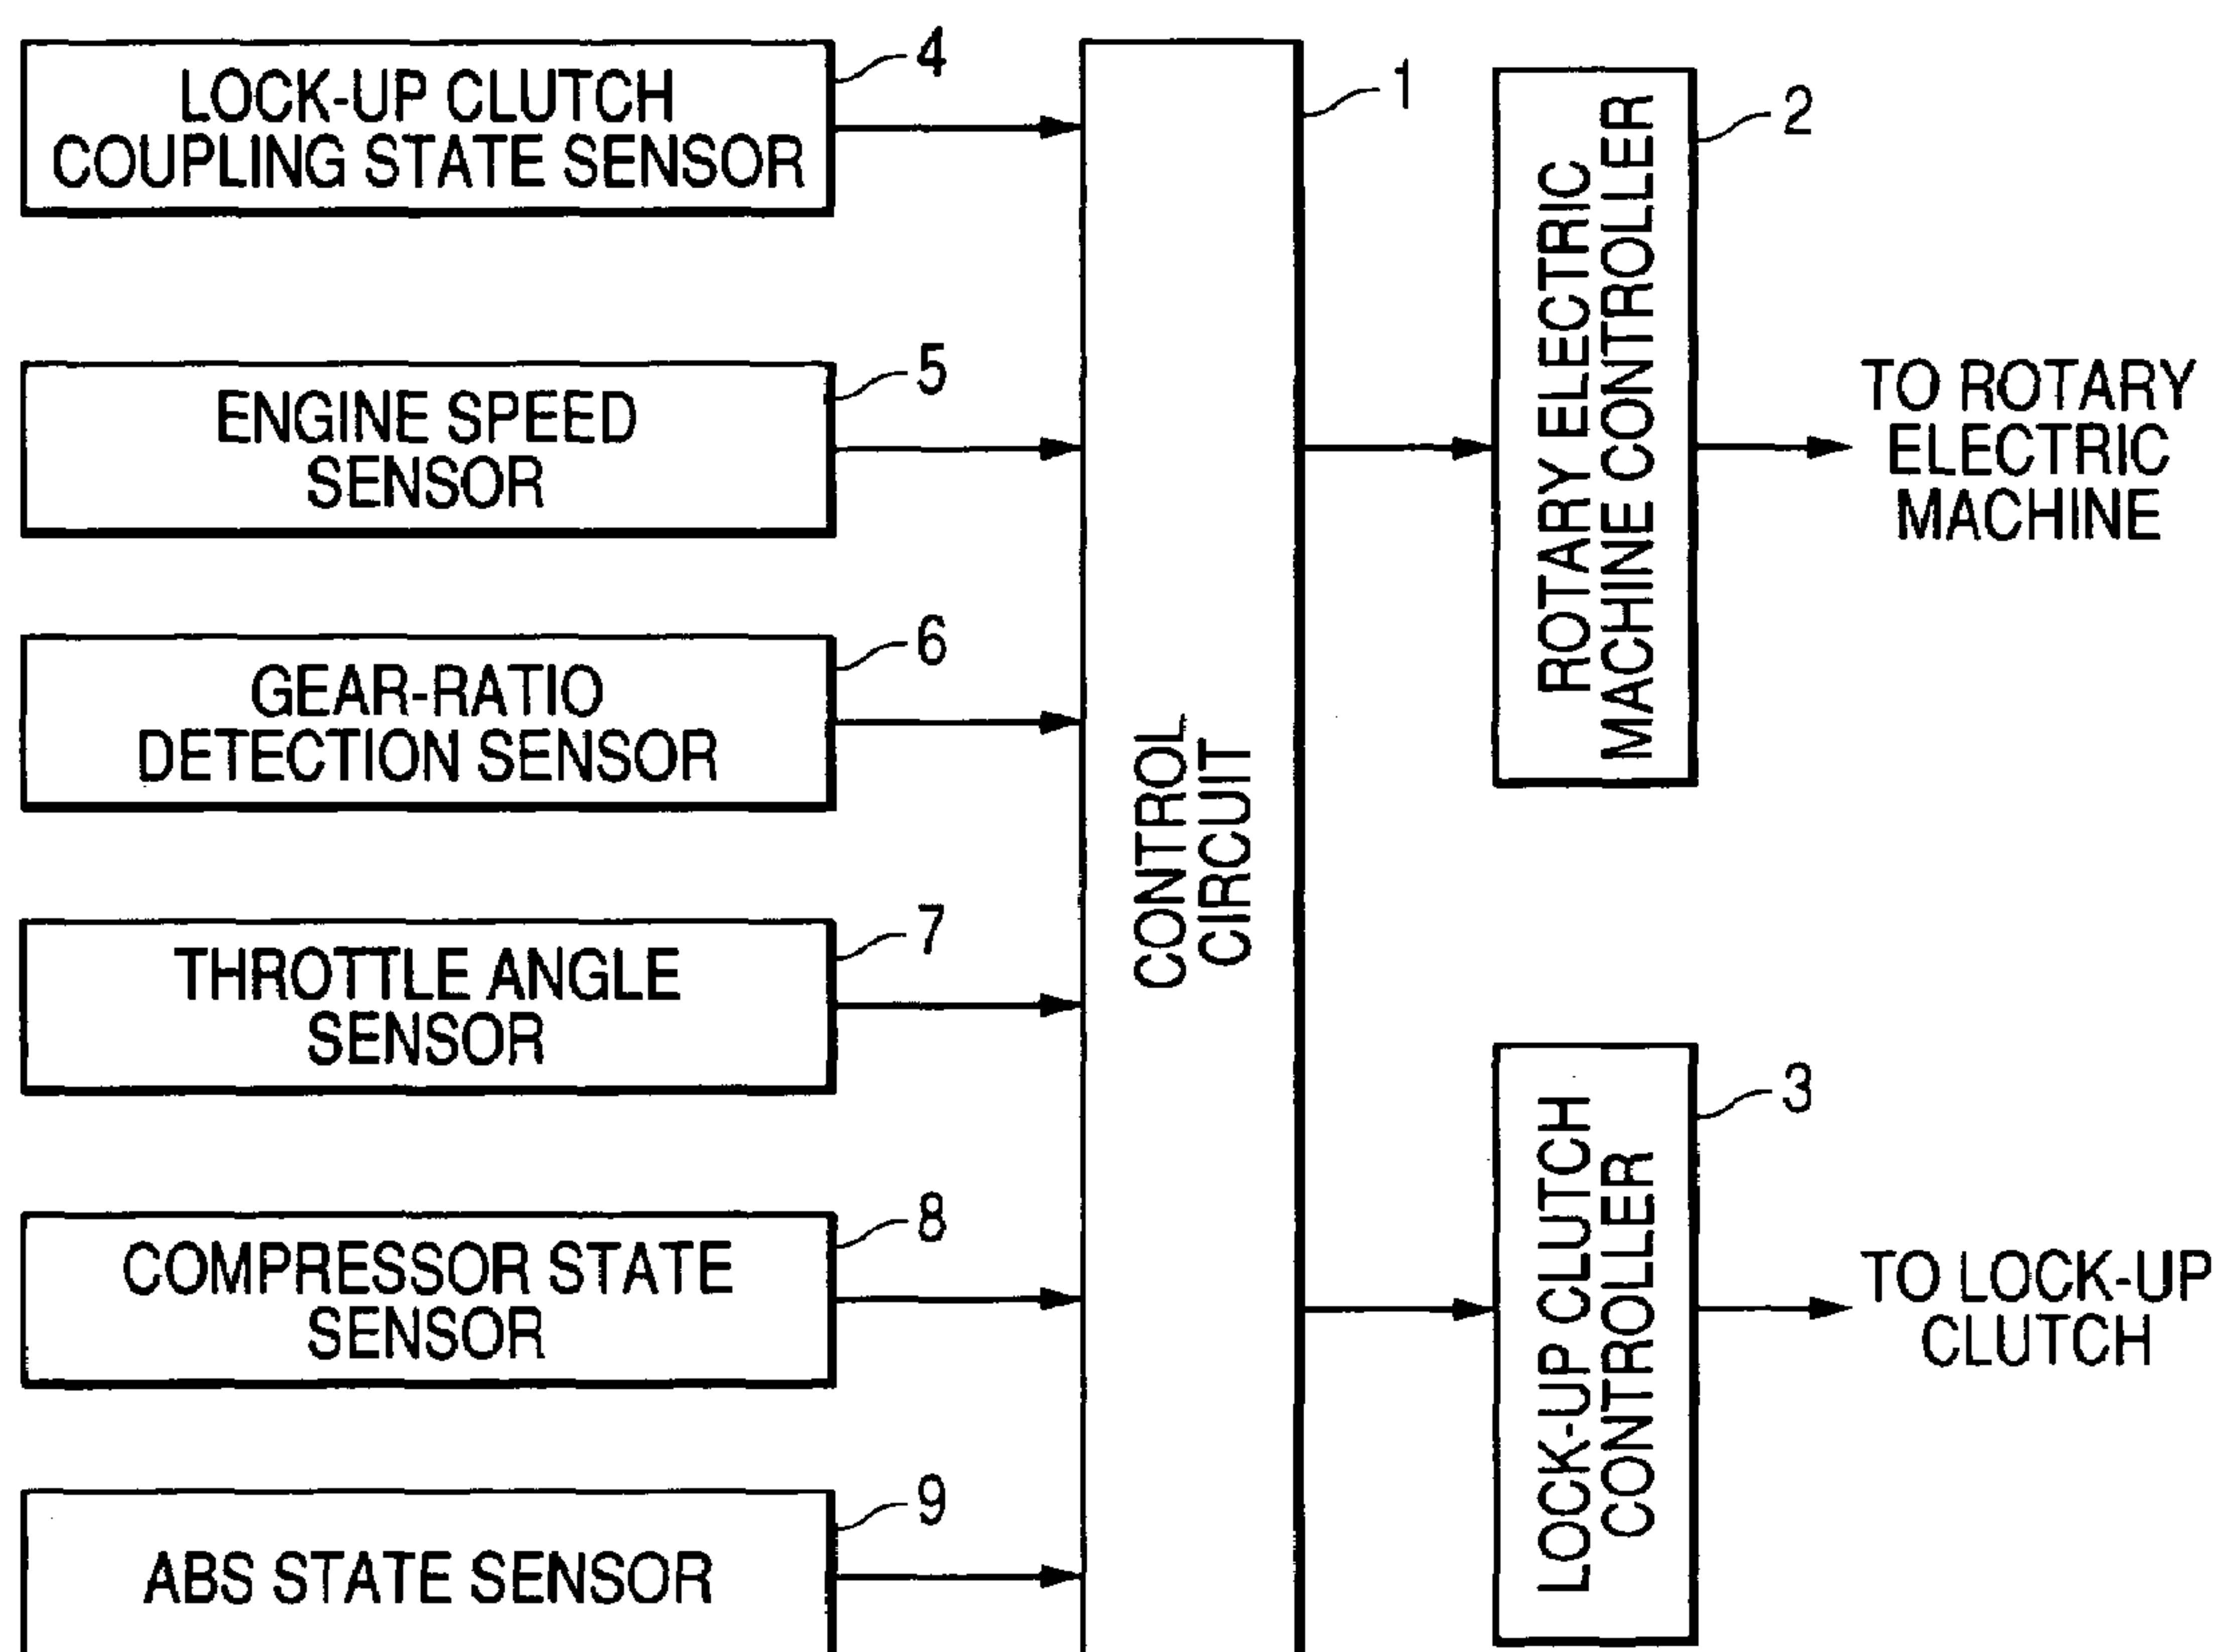 LOCK-UP CLUTCH
COUPLING STATE SENSOR
4
ENGINE SPEED
SENSOR
5
GEAR-RATIO
DETECTION SENSOR
6
THROTTLE ANGLE
SENSOR
7
COMPRESSOR STATE
SENSOR
8
ABS STATE SENSOR
9
CONTROL
CIRCUIT
1
ROTARY ELECTRIC
MACHINE CONTROLLER
2
TO ROTARY
ELECTRIC
MACHINE
LOCK-UP CLUTCH
CONTROLLER
3
TO LOCK-UP
CLUTCH